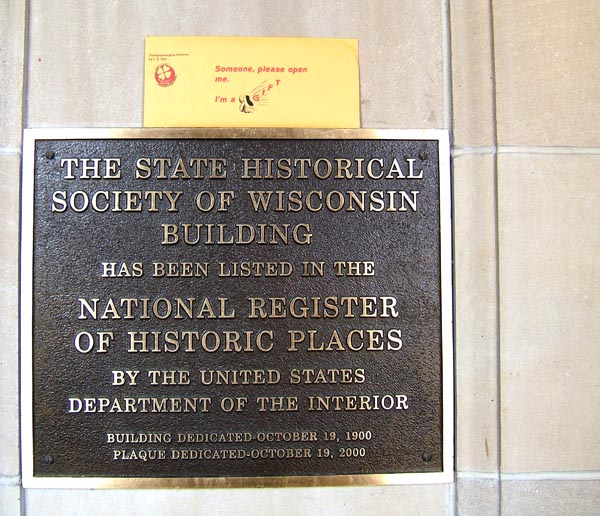 Someone, please open
me.
I'm a GIFT
THE STATE HISTORICAL
SOCIETY OF WISCONSIN
BUILDING
HAS BEEN LISTED IN THE
NATIONAL REGISTER
OF HISTORIC PLACES
BY THE UNITED STATES
DEPARTMENT OF THE INTERIOR
BUILDING DEDICATED-OCTOBER 19, 1900
PLAQUE DEDICATED-OCTOBER 19, 2000